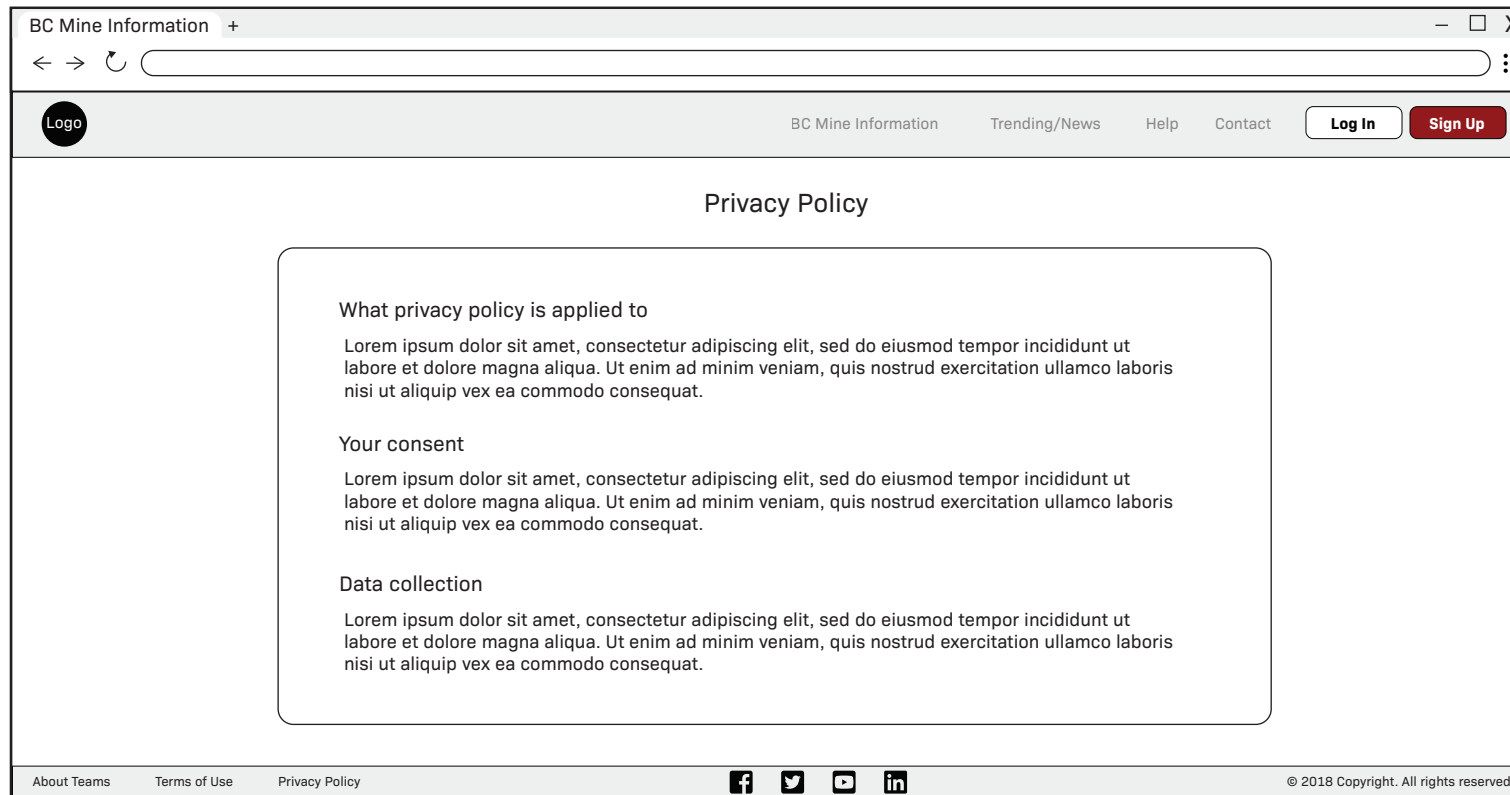 BC Mine Information +
Logo
BC Mine Information Trending/News Help Contact Log In Sign Up
Privacy Policy
What privacy policy is applied to
Lorem ipsum dolor sit amet, consectetur adipiscing elit, sed do eiusmod tempor incididunt ut
labore et dolore magna aliqua. Ut enim ad minim veniam, quis nostrud exercitation ullamco laboris
nisi ut aliquip vex ea commodo consequat.
Your consent
Lorem ipsum dolor sit amet, consectetur adipiscing elit, sed do eiusmod tempor incididunt ut
labore et dolore magna aliqua. Ut enim ad minim veniam, quis nostrud exercitation ullamco laboris
nisi ut aliquip vex ea commodo consequat.
Data collection
Lorem ipsum dolor sit amet, consectetur adipiscing elit, sed do eiusmod tempor incididunt ut
labore et dolore magna aliqua. Ut enim ad minim veniam, quis nostrud exercitation ullamco laboris
nisi ut aliquip vex ea commodo consequat.
About Teams Terms of Use Privacy Policy © 2018 Copyright. All rights reserved